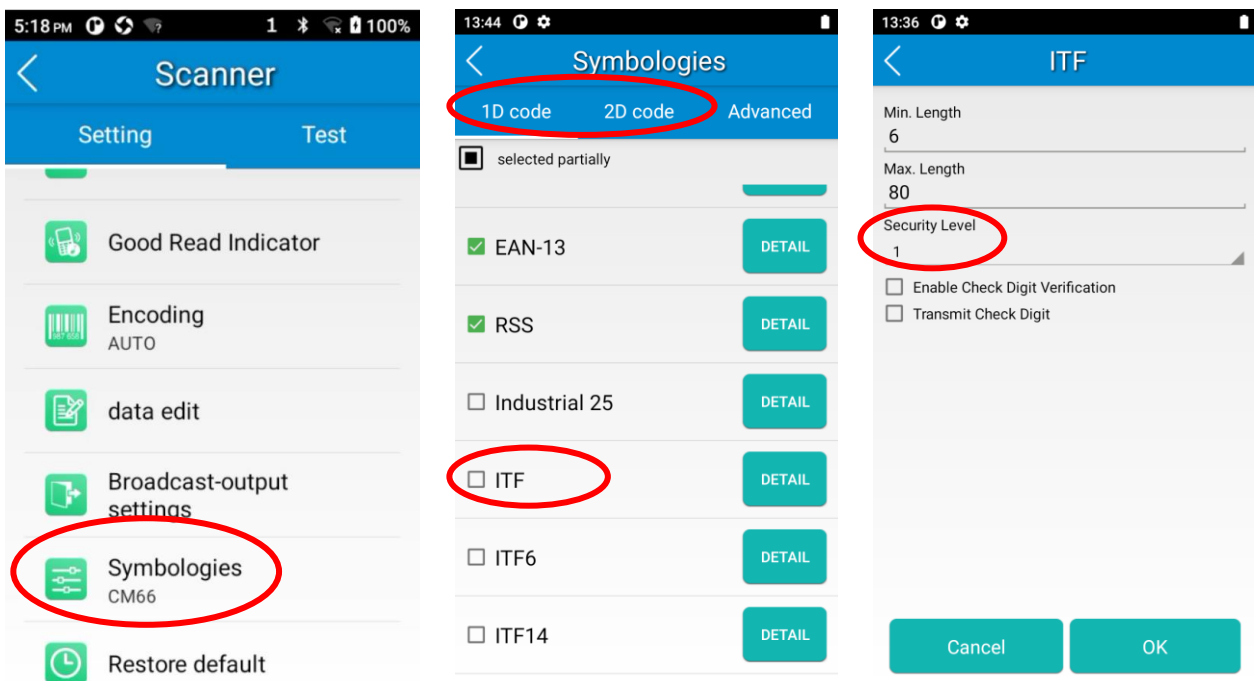 5:18 PM 1 100%
Scanner
Setting Test
Good Read Indicator
Encoding
AUTO
data edit
Broadcast-output
settings
Symbologies
CM66
Restore default
13:44
Symbologies
1D code 2D code Advanced
selected partially
EAN-13 DETAIL
RSS DETAIL
Industrial 25 DETAIL
ITF DETAIL
ITF6 DETAIL
ITF14 DETAIL
13:36
ITF
Min. Length
6
Max. Length
80
Security Level
1
Enable Check Digit Verification
Transmit Check Digit
Cancel OK